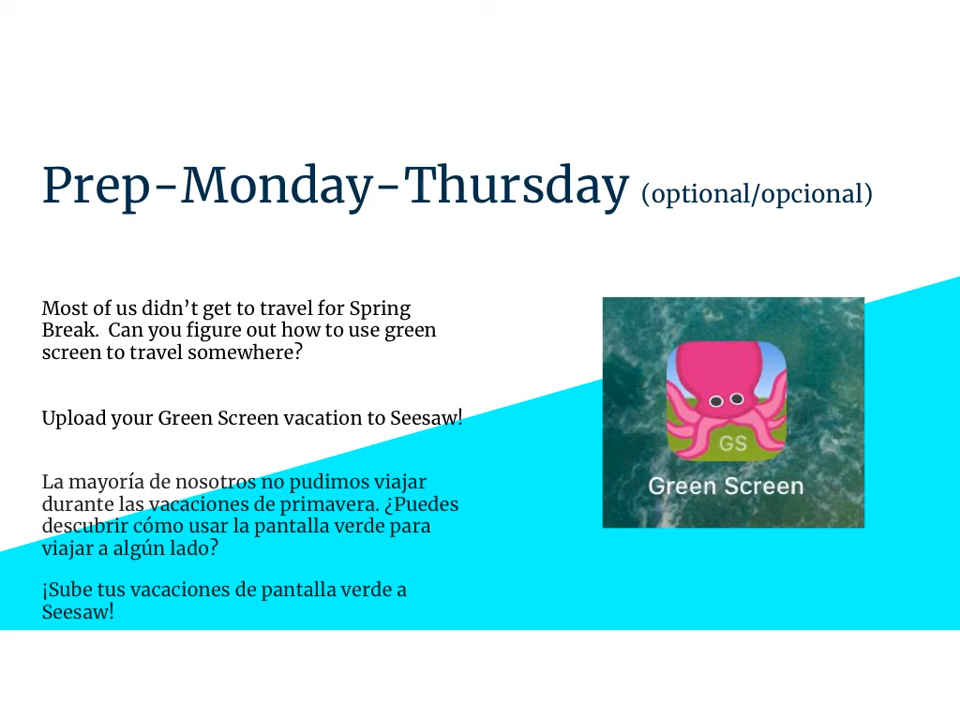 Prep-Monday-Thursday (optional/opcional)
Most of us didn’t get to travel for Spring
Break.  Can you figure out how to use green
screen to travel somewhere?
Upload your Green Screen vacation to Seesaw!
La mayoría de nosotros no pudimos viajar
durante las vacaciones de primavera. ¿Puedes
descubrir cómo usar la pantalla verde para
viajar a algún lado?
¡Sube tus vacaciones de pantalla verde a
Seesaw!
GS
Green Screen